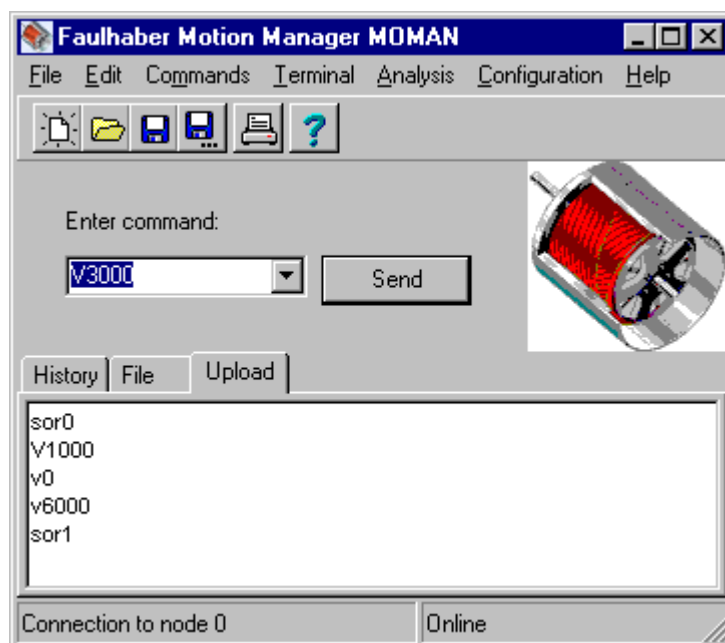 Faulhaber Motion Manager MOMAN
File Edit Commands Terminal Analysis Configuration Help
Enter command:
V3000 Send
History File Upload
sor0
V1000
v0
v6000
sor1
Connection to node 0 Online